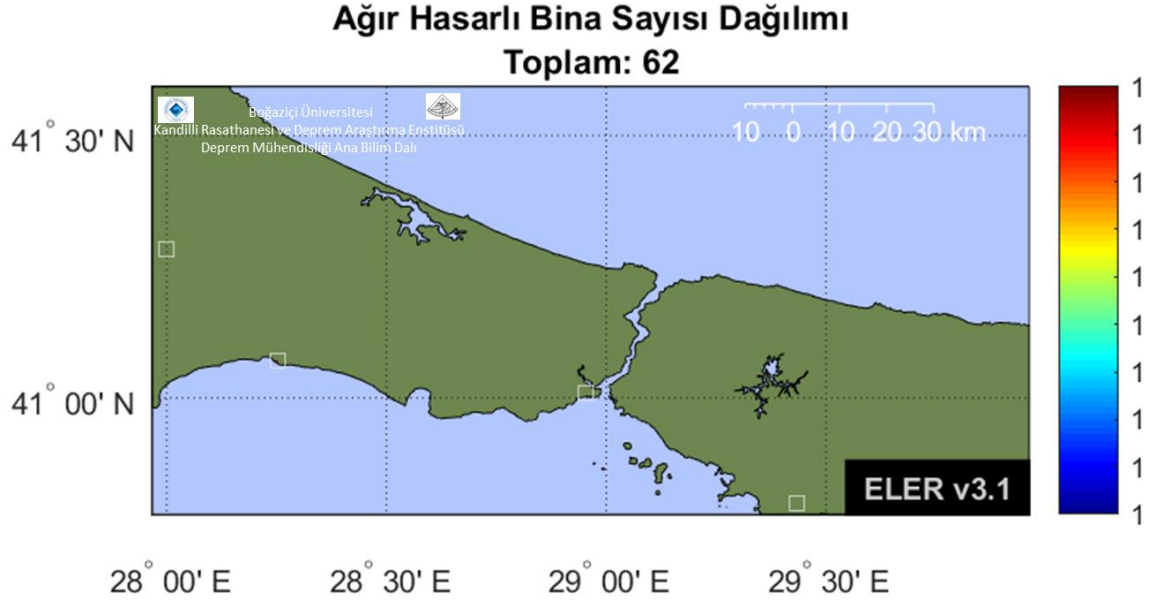 Ağır Hasarlı Bina Sayısı Dağılımı
Toplam: 62
Boğaziçi Üniversitesi
Kandilli Rasathanesi ve Deprem Araştırma Enstitüsü
Deprem Mühendisliği Ana Bilim Dalı
10 0 10 20 30 km
41° 30' N
41° 00' N
ELER v3.1
28° 00' E 28° 30' E 29° 00' E 29° 30' E
1
1
1
1
1
1
1
1
1
1